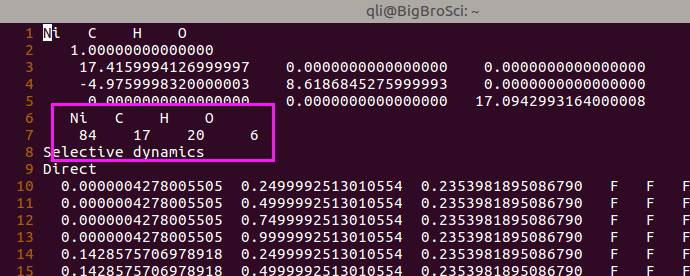 qli@BigBroSci: ~
1 Ni C H O
2 1.00000000000000
3 17.4159994126999997 0.0000000000000000 0.0000000000000000
4 -4.9759998320000003 8.6186845275999993 0.0000000000000000
5 0.0000000000000000 0.0000000000000000 17.0942993164000008
6 Ni C H O
7 84 17 20 6
8 Selective dynamics
9 Direct
10 0.0000004278005505 0.2499992513010554 0.2353981895086790 F F F
11 0.0000004278005505 0.4999992513010554 0.2353981895086790 F F F
12 0.0000004278005505 0.7499992513010554 0.2353981895086790 F F F
13 0.0000004278005505 0.9999992513010554 0.2353981895086790 F F F
14 0.1428575706978918 0.2499992513010554 0.2353981895086790 F F F
15 0.1428575706978918 0.4999992513010554 0.2353981895086790 F F F